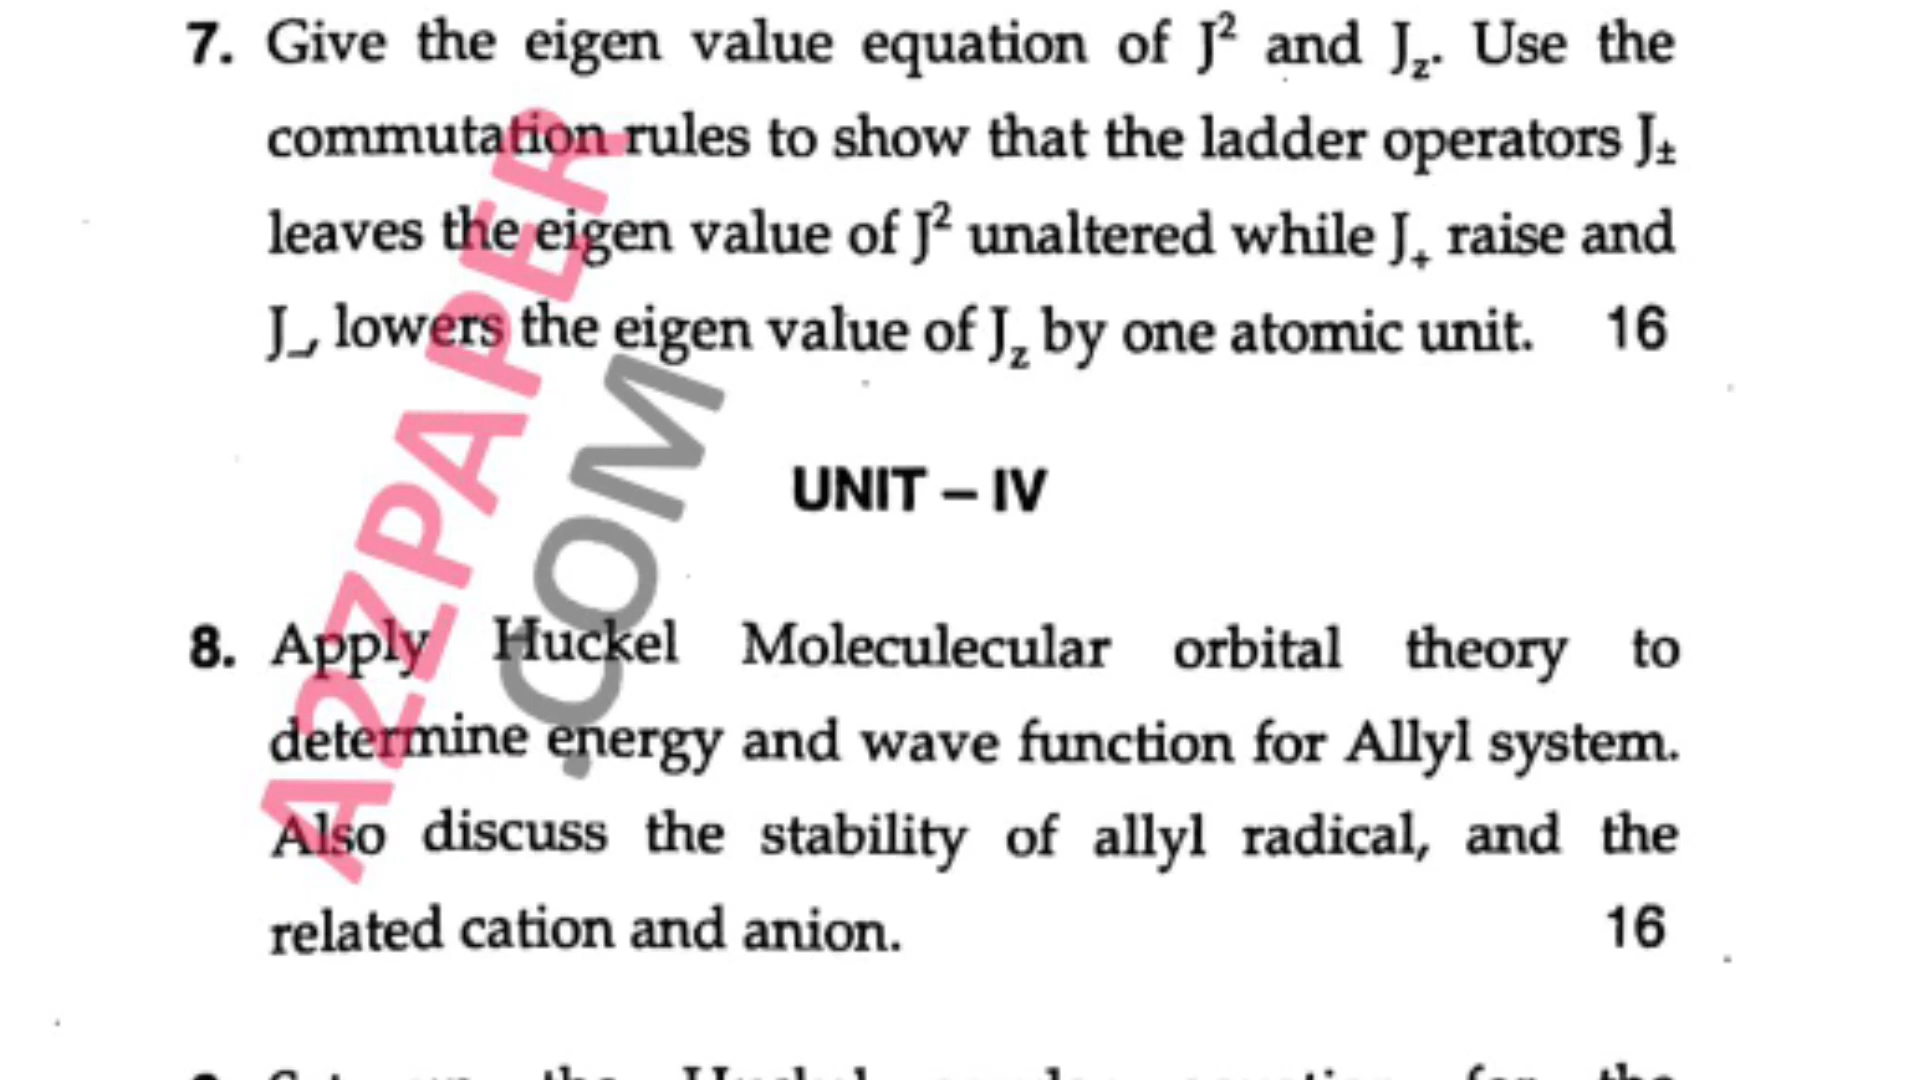 7. Give the eigen value equation of J² and J_z. Use the
commutation rules to show that the ladder operators J_±
leaves the eigen value of J² unaltered while J₊ raise and
J₋, lowers the eigen value of J_z by one atomic unit. 16
UNIT – IV
8. Apply Huckel Moleculecular orbital theory to
determine energy and wave function for Allyl system.
Also discuss the stability of allyl radical, and the
related cation and anion. 16
A2ZPAPER
.COM